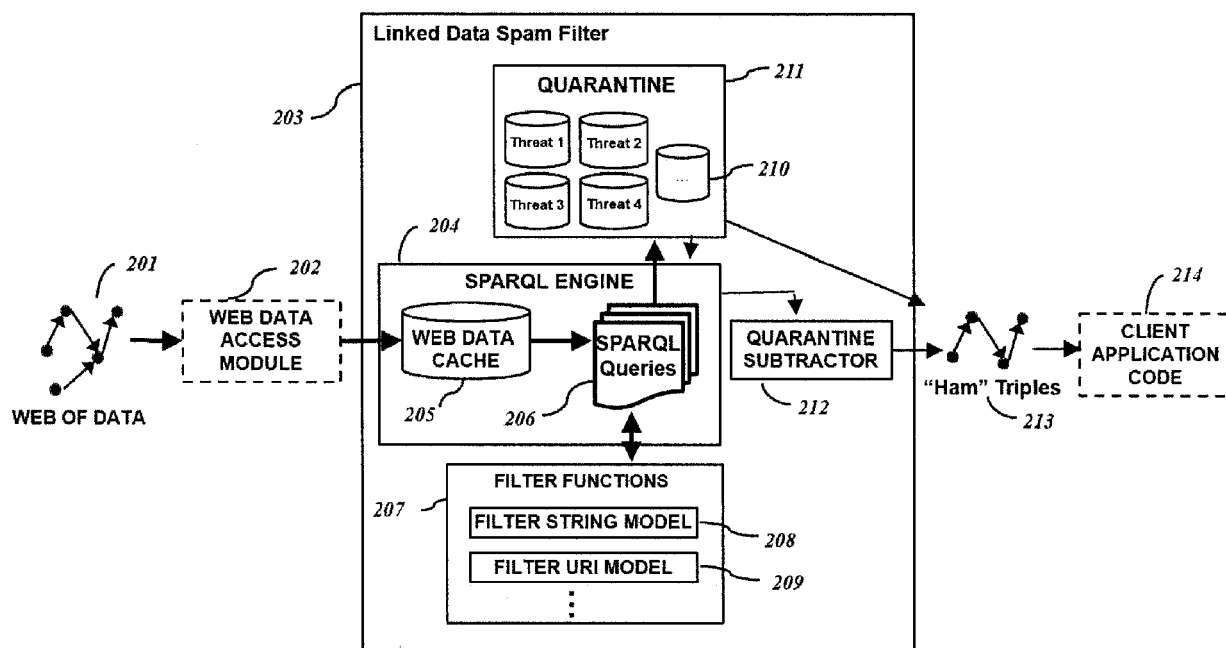 Linked Data Spam Filter
211
QUARANTINE
203
Threat 1
Threat 2
...
210
Threat 3
Threat 4
204
201
202
SPARQL ENGINE
214
WEB DATA
ACCESS
MODULE
WEB DATA
CACHE
SPARQL
Queries
QUARANTINE
SUBTRACTOR
CLIENT
APPLICATION
CODE
WEB OF DATA
205
206
212
“Ham” Triples
213
FILTER FUNCTIONS
207
FILTER STRING MODEL
208
FILTER URI MODEL
209